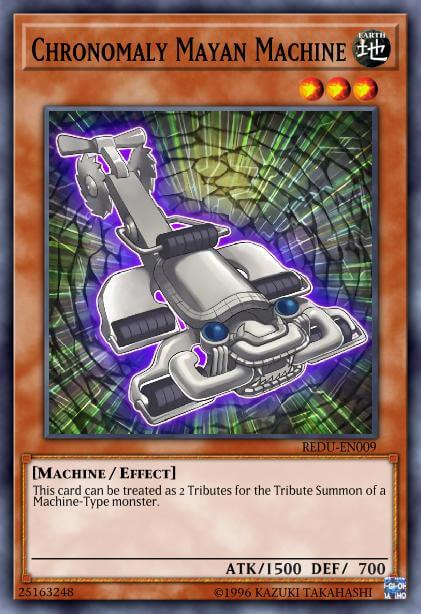 Chronomaly Mayan Machine
EARTH
地
REDU-EN009
[Machine / Effect]
This card can be treated as 2 Tributes for the Tribute Summon of a
Machine-Type monster.
ATK/1500 DEF/ 700
25163248
©1996 KAZUKI TAKAHASHI